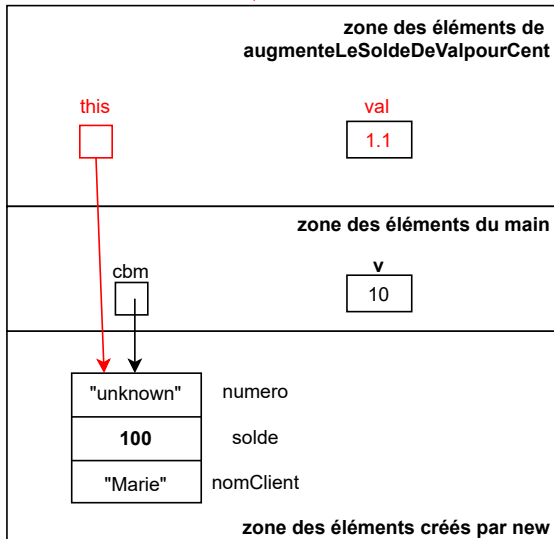 zone des éléments de
augmenteLeSoldeDeValpourCent
this
val
1.1
zone des éléments du main
cbm
v
10
"unknown"
numero
100
solde
"Marie"
nomClient
zone des éléments créés par new